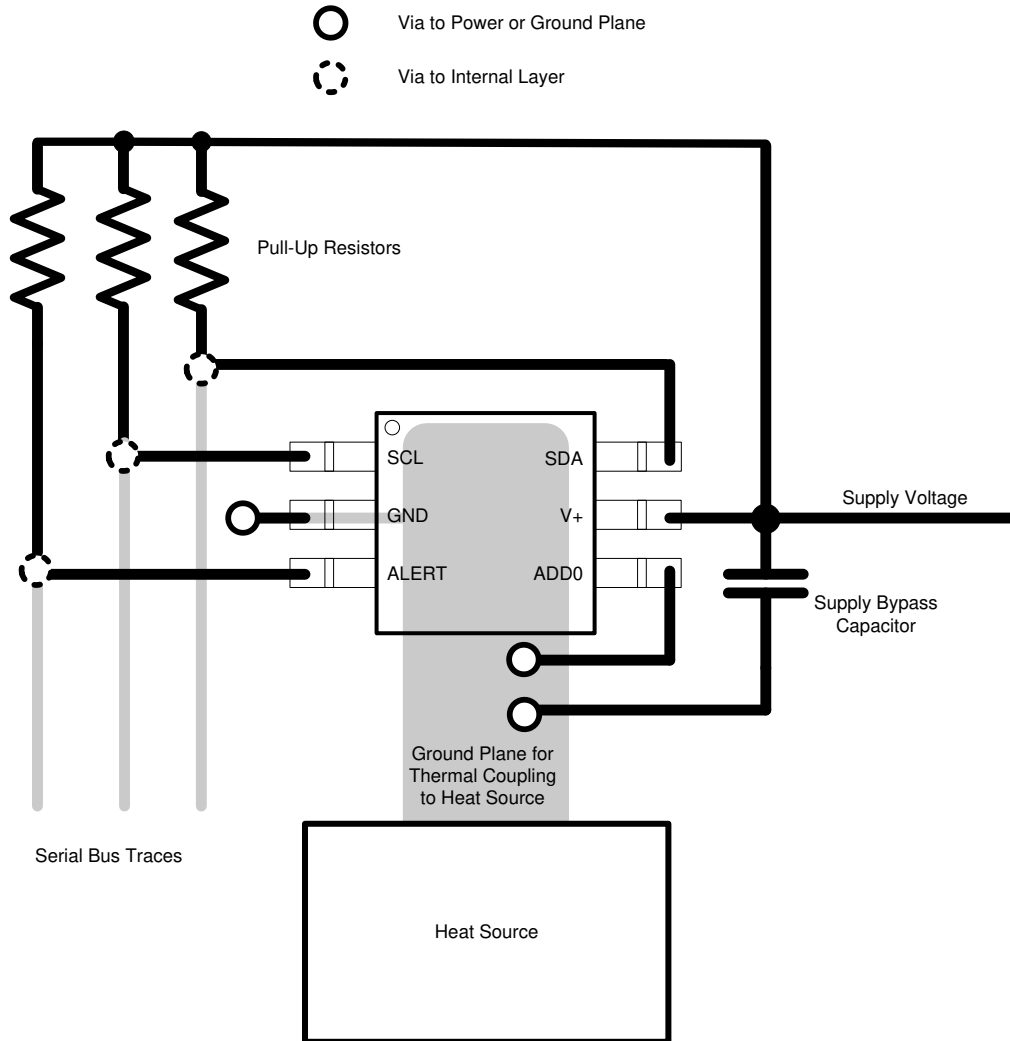 Via to Power or Ground Plane
Via to Internal Layer
Pull-Up Resistors
SCL
SDA
GND
V+
ALERT
ADD0
Supply Voltage
Supply Bypass
Capacitor
Ground Plane for
Thermal Coupling
to Heat Source
Serial Bus Traces
Heat Source